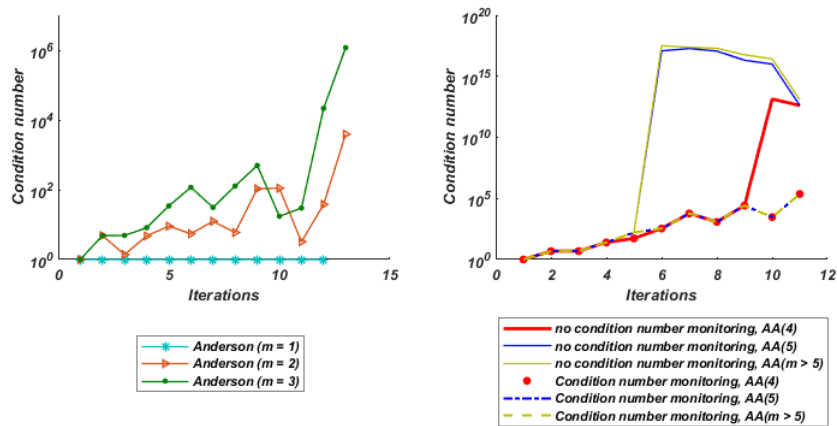 Condition number
10^6
10^4
10^2
10^0
0
5
10
15
Iterations
Anderson (m = 1)
Anderson (m = 2)
Anderson (m = 3)
Condition number
10^20
10^15
10^10
10^5
10^0
0
2
4
6
8
10
12
Iterations
no condition number monitoring, AA(4)
no condition number monitoring, AA(5)
no condition number monitoring, AA(m > 5)
Condition number monitoring, AA(4)
Condition number monitoring, AA(5)
Condition number monitoring, AA(m > 5)